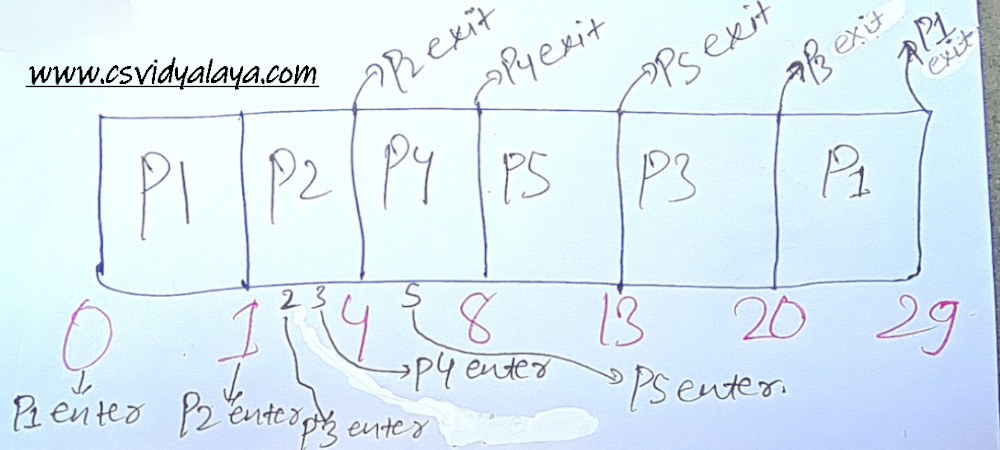 www.csvidyalaya.com
P2 exit P4 exit P5 exit P3 exit P1 exit
P1 P2 P4 P5 P3 P1
0 1 2 3 4 5 8 13 20 29
P4 enter P5 enter.
P1 enter P2 enter P3 enter